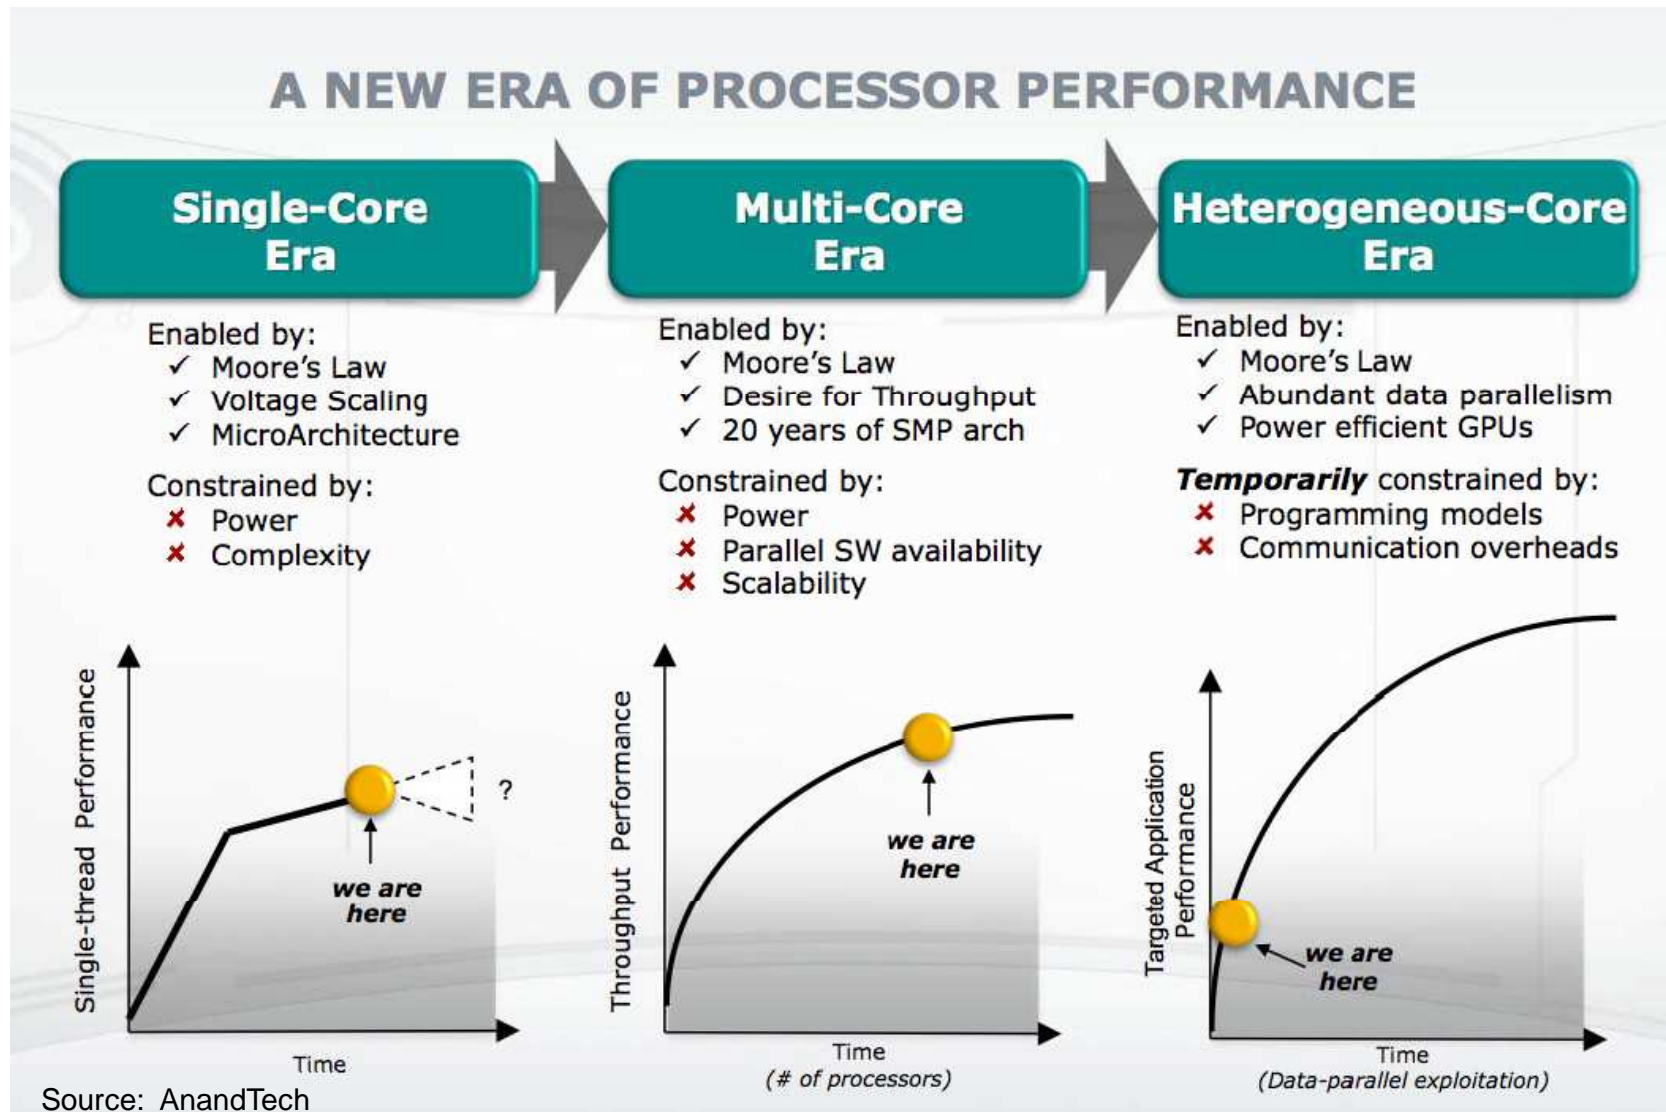 A NEW ERA OF PROCESSOR PERFORMANCE
Single-Core
Era
Enabled by:
✓ Moore's Law
✓ Voltage Scaling
✓ MicroArchitecture
Constrained by:
✗ Power
✗ Complexity
Single-thread Performance
?
we are
here
Time
Multi-Core
Era
Enabled by:
✓ Moore's Law
✓ Desire for Throughput
✓ 20 years of SMP arch
Constrained by:
✗ Power
✗ Parallel SW availability
✗ Scalability
Throughput Performance
we are
here
Time
(# of processors)
Heterogeneous-Core
Era
Enabled by:
✓ Moore's Law
✓ Abundant data parallelism
✓ Power efficient GPUs
Temporarily constrained by:
✗ Programming models
✗ Communication overheads
Targeted Application
Performance
we are
here
Time
(Data-parallel exploitation)
Source: AnandTech